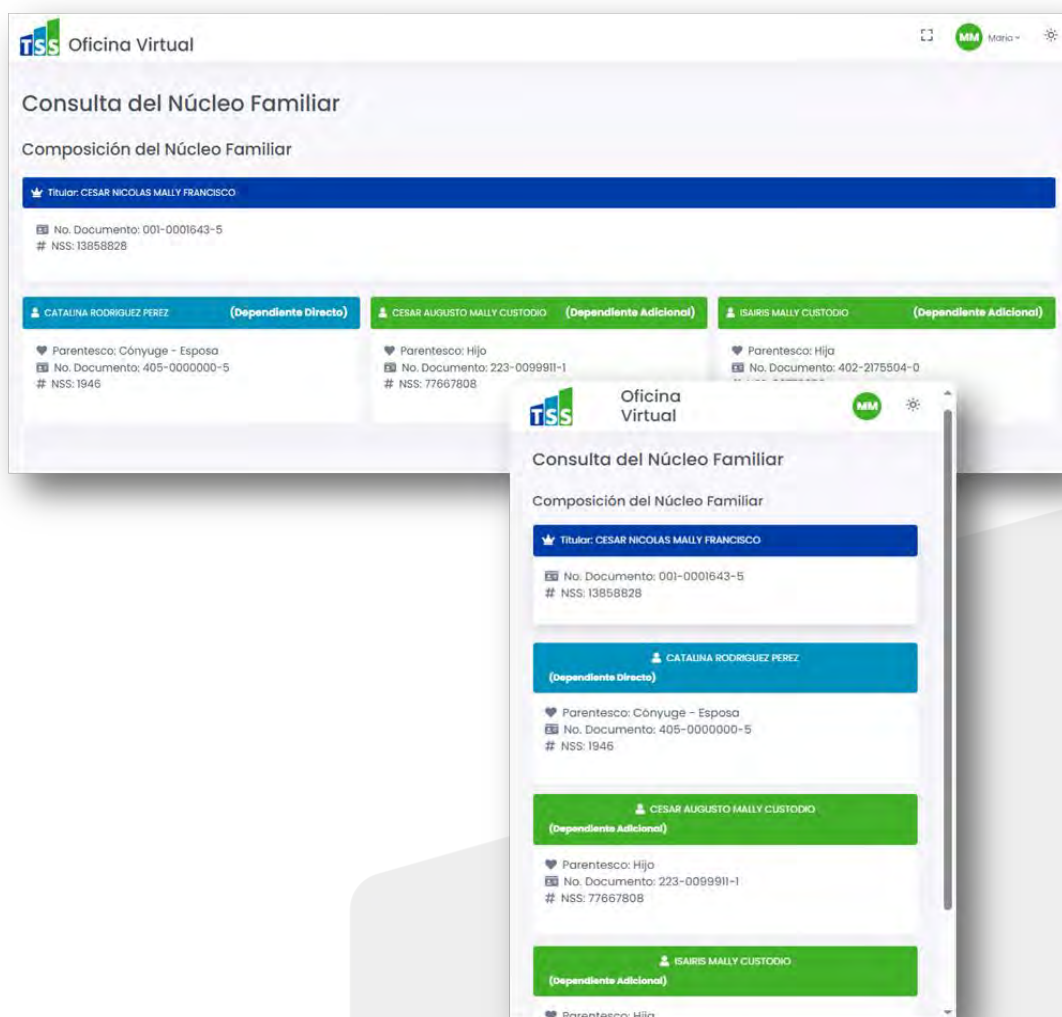 TSS Oficina Virtual
MM Maria
Consulta del Núcleo Familiar
Composición del Núcleo Familiar
Titular: CESAR NICOLAS MALLY FRANCISCO
No. Documento: 001-0001643-5
# NSS: 13858828
CATALINA RODRIGUEZ PEREZ (Dependiente Directo)
Parentesco: Cónyuge - Esposa
No. Documento: 405-0000000-5
# NSS: 1946
CESAR AUGUSTO MALLY CUSTODIO (Dependiente Adicional)
Parentesco: Hijo
No. Documento: 223-0099911-1
# NSS: 77667808
ISAIRIS MALLY CUSTODIO (Dependiente Adicional)
Parentesco: Hija
No. Documento: 402-2175504-0
TSS
Oficina
Virtual
MM
Consulta del Núcleo Familiar
Composición del Núcleo Familiar
Titular: CESAR NICOLAS MALLY FRANCISCO
No. Documento: 001-0001643-5
# NSS: 13858828
CATALINA RODRIGUEZ PEREZ
(Dependiente Directo)
Parentesco: Cónyuge - Esposa
No. Documento: 405-0000000-5
# NSS: 1946
CESAR AUGUSTO MALLY CUSTODIO
(Dependiente Adicional)
Parentesco: Hijo
No. Documento: 223-0099911-1
# NSS: 77667808
ISAIRIS MALLY CUSTODIO
(Dependiente Adicional)
Parentesco: Hija